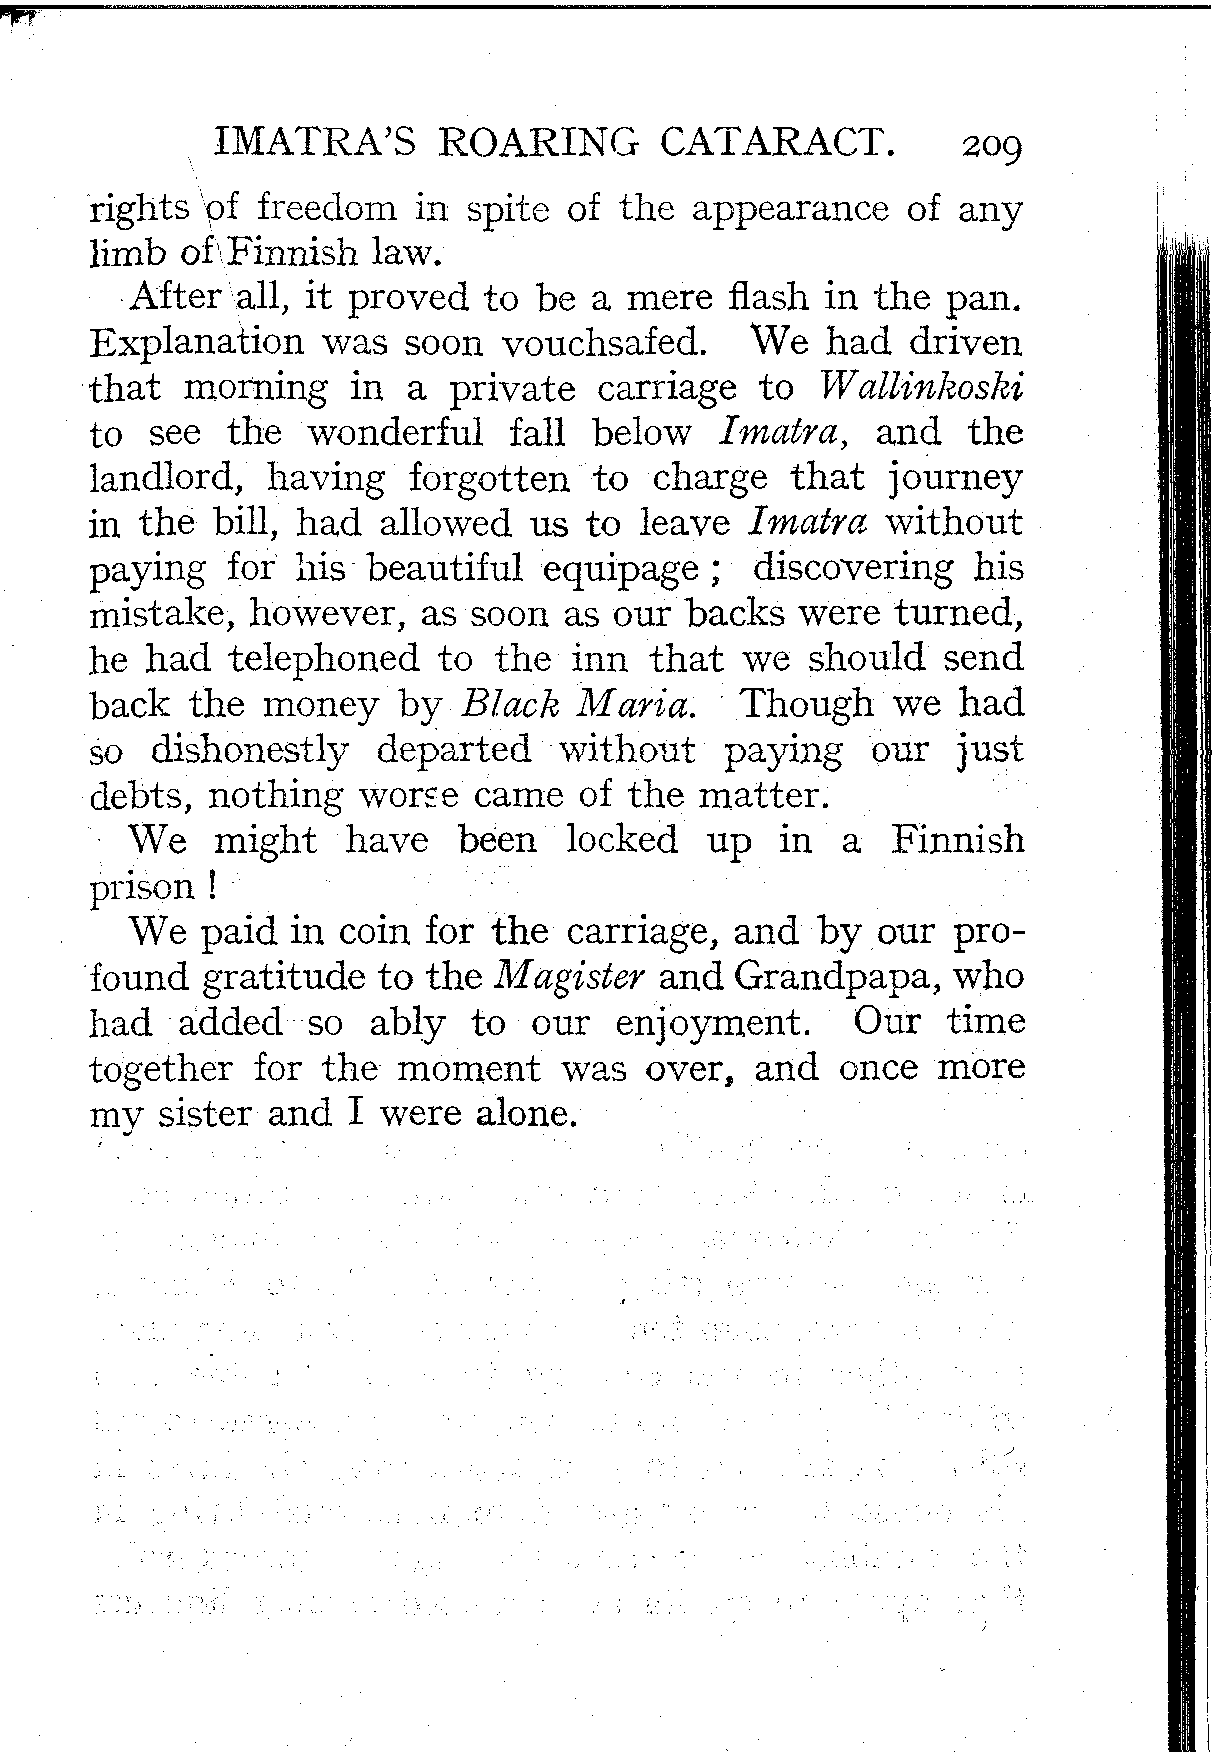 IMATRA'S ROARING CATARACT. 209
rights of freedom in spite of the appearance of any
limb of Finnish law.
After all, it proved to be a mere flash in the pan.
Explanation was soon vouchsafed. We had driven
that morning in a private carriage to Wallinkoski
to see the wonderful fall below Imatra, and the
landlord, having forgotten to charge that journey
in the bill, had allowed us to leave Imatra without
paying for his beautiful equipage ; discovering his
mistake, however, as soon as our backs were turned,
he had telephoned to the inn that we should send
back the money by Black Maria. Though we had
so dishonestly departed without paying our just
debts, nothing worse came of the matter.
We might have been locked up in a Finnish
prison !
We paid in coin for the carriage, and by our pro-
found gratitude to the Magister and Grandpapa, who
had added so ably to our enjoyment. Our time
together for the moment was over, and once more
my sister and I were alone.